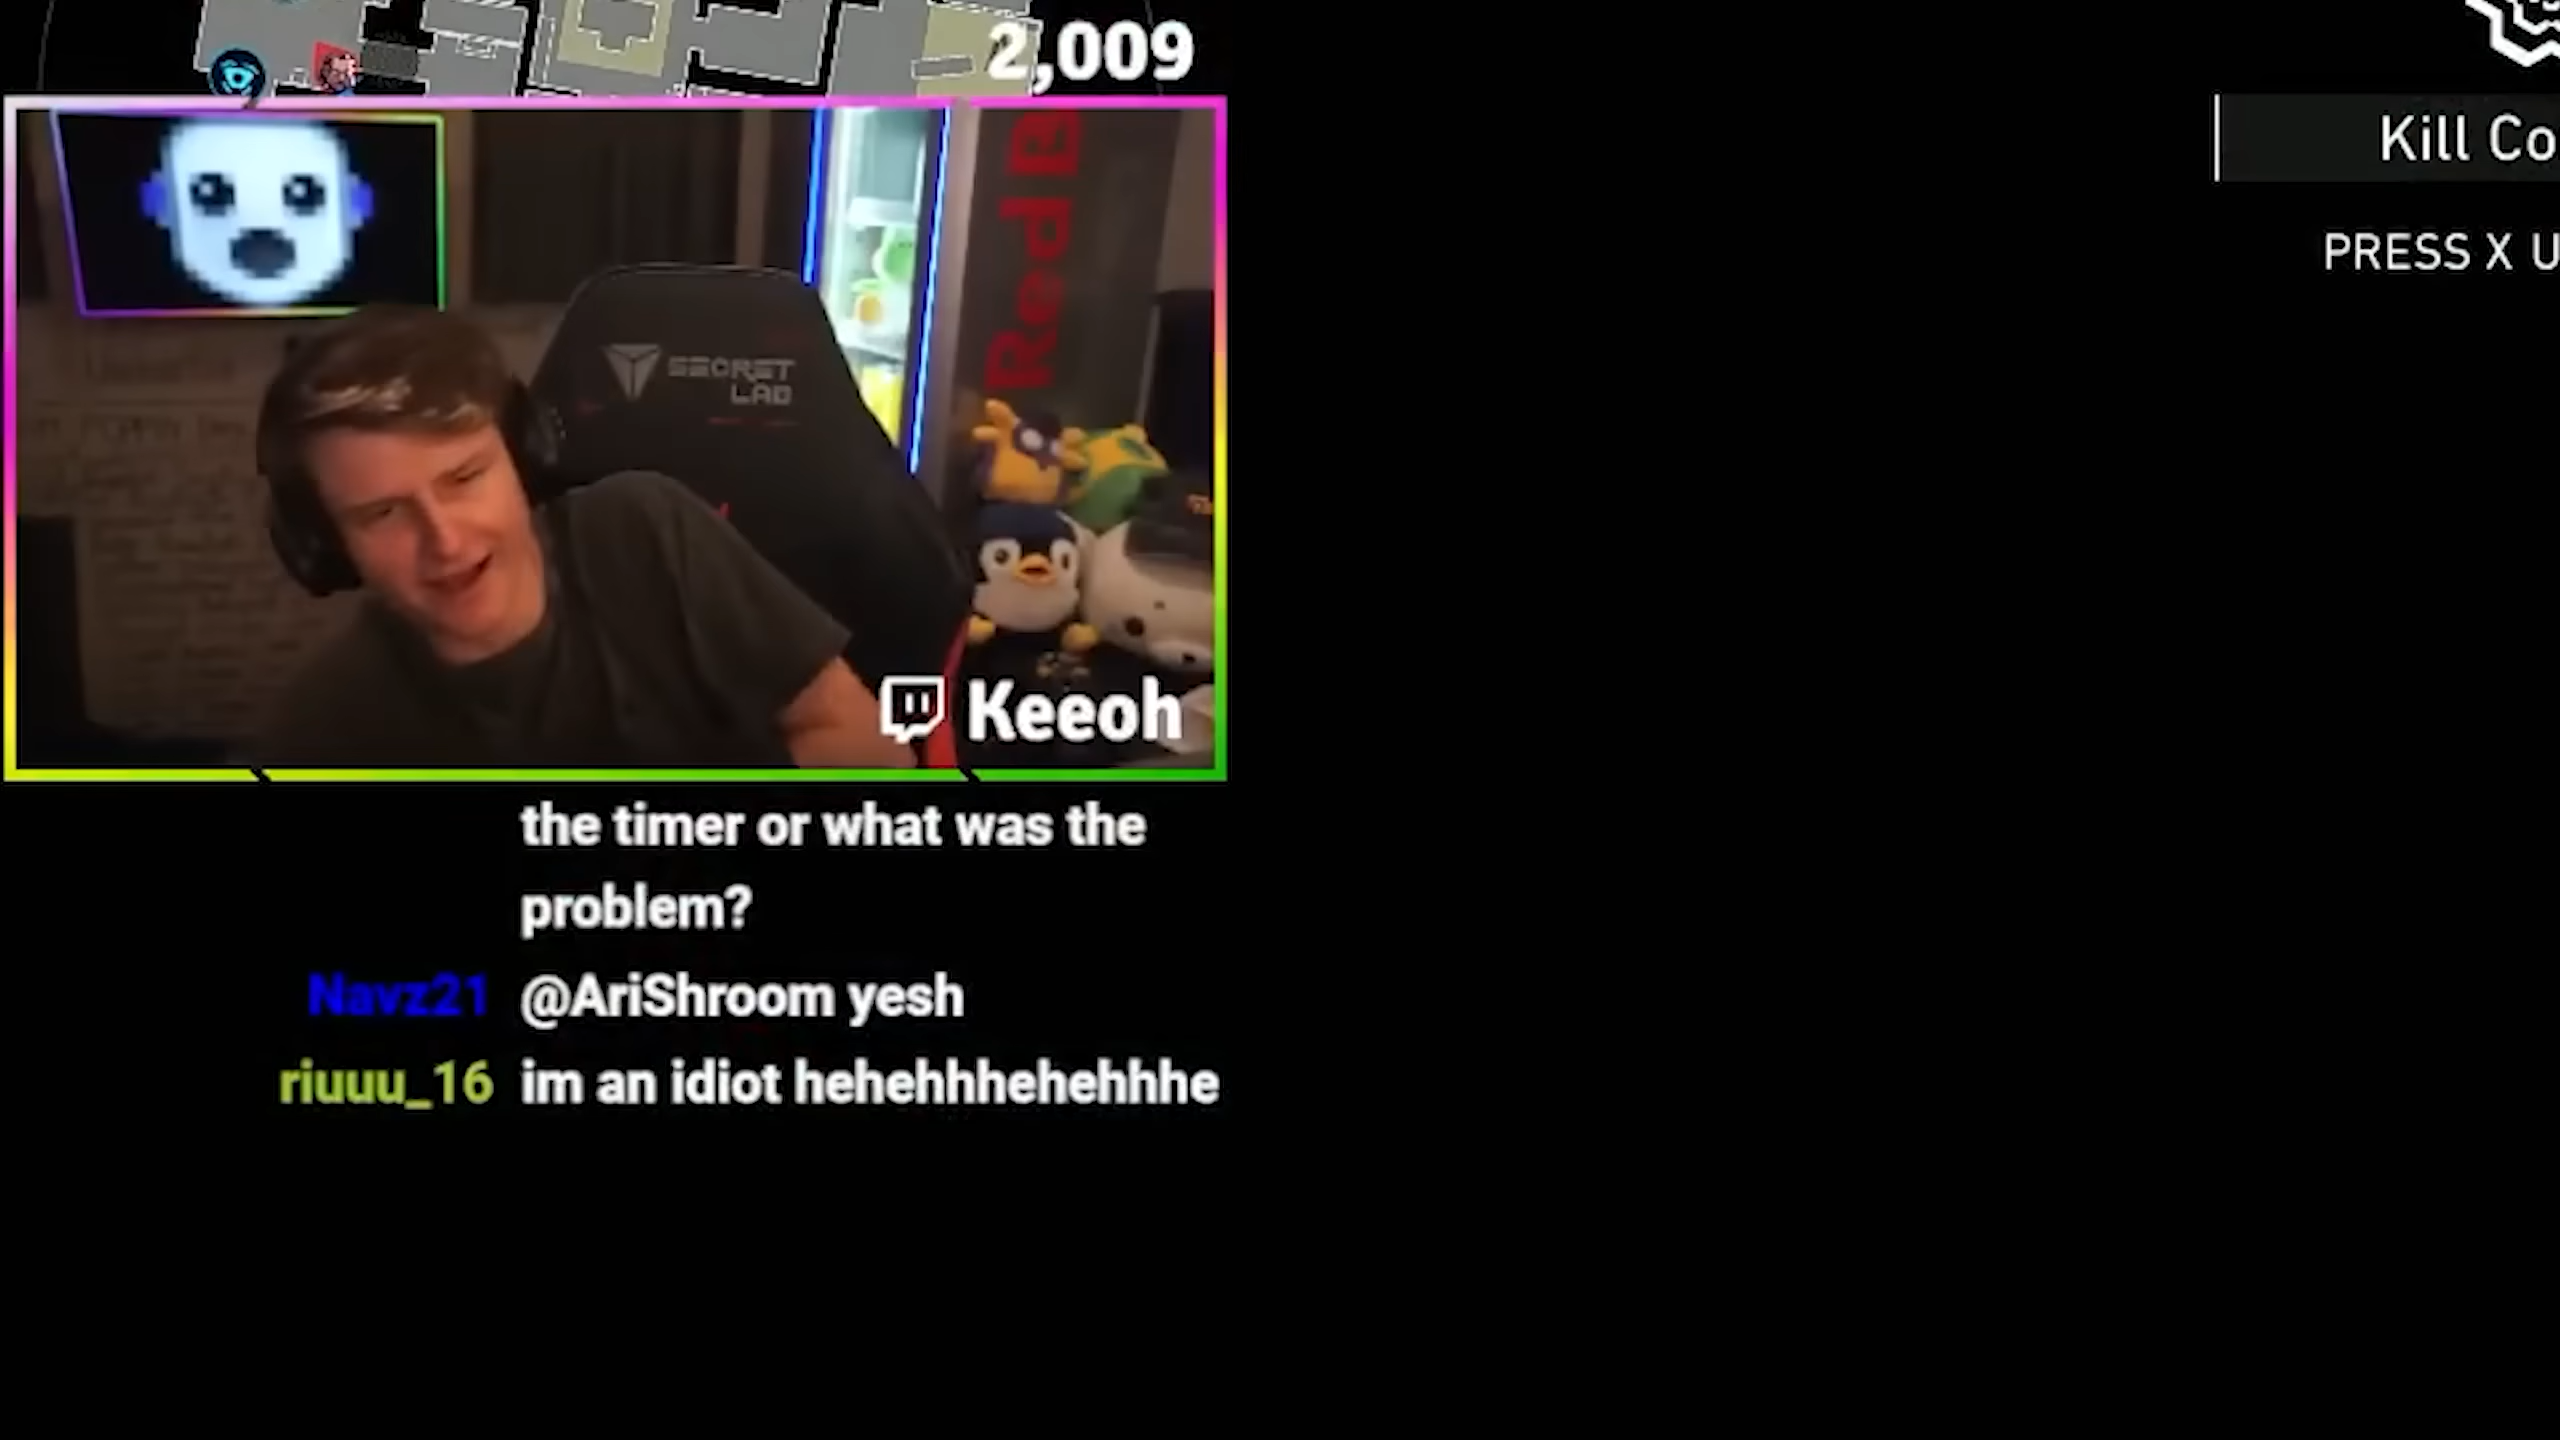 2,009
Kill Co
PRESS X U
Red B
SECRET
LAB
Keeoh
the timer or what was the
problem?
Navz21 @AriShroom yesh
riuuu_16 im an idiot hehehhhehehhhe